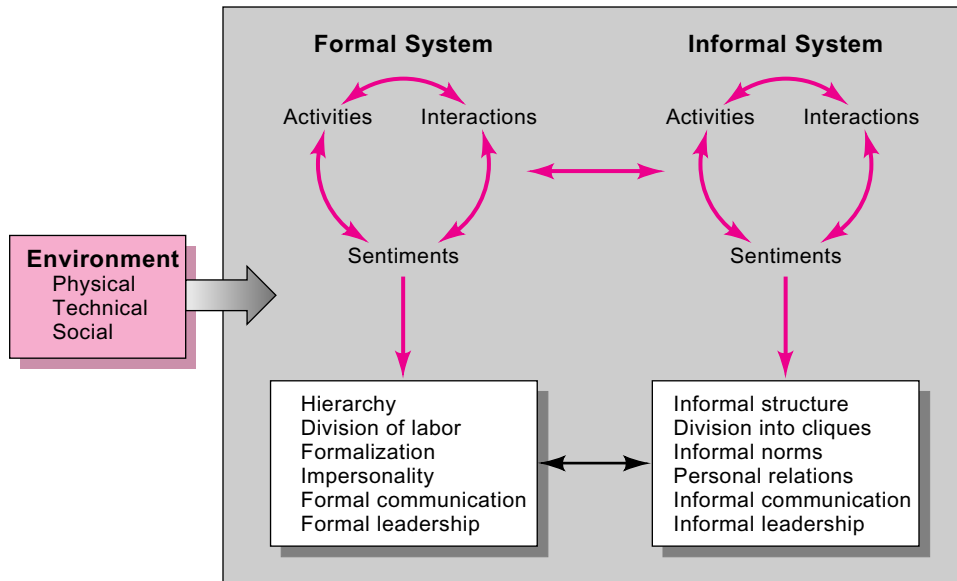 Formal System
Informal System
Activities
Interactions
Activities
Interactions
Sentiments
Sentiments
Environment
Physical
Technical
Social
Hierarchy
Division of labor
Formalization
Impersonality
Formal communication
Formal leadership
Informal structure
Division into cliques
Informal norms
Personal relations
Informal communication
Informal leadership